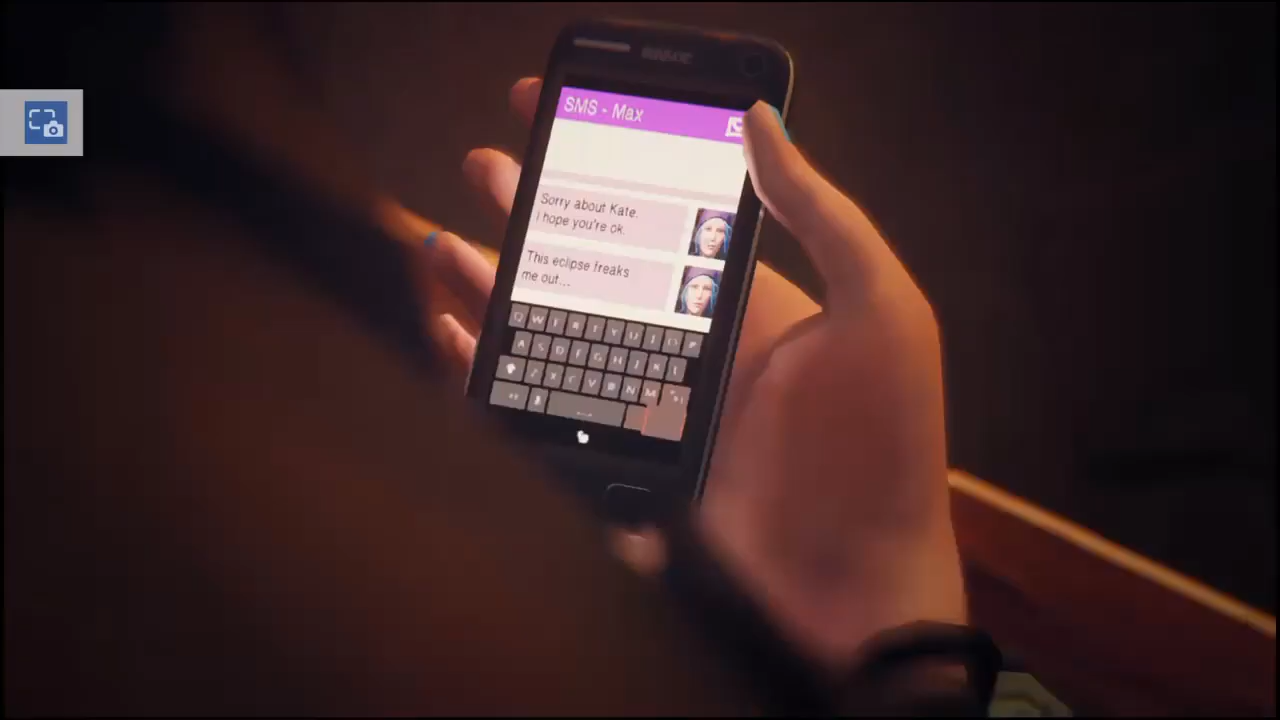 SMS - Max
Sorry about Kate.
I hope you're ok.
This eclipse freaks
me out...
Q W E R T Y U I O P
A S D F G H J K L
Z X C V B N M